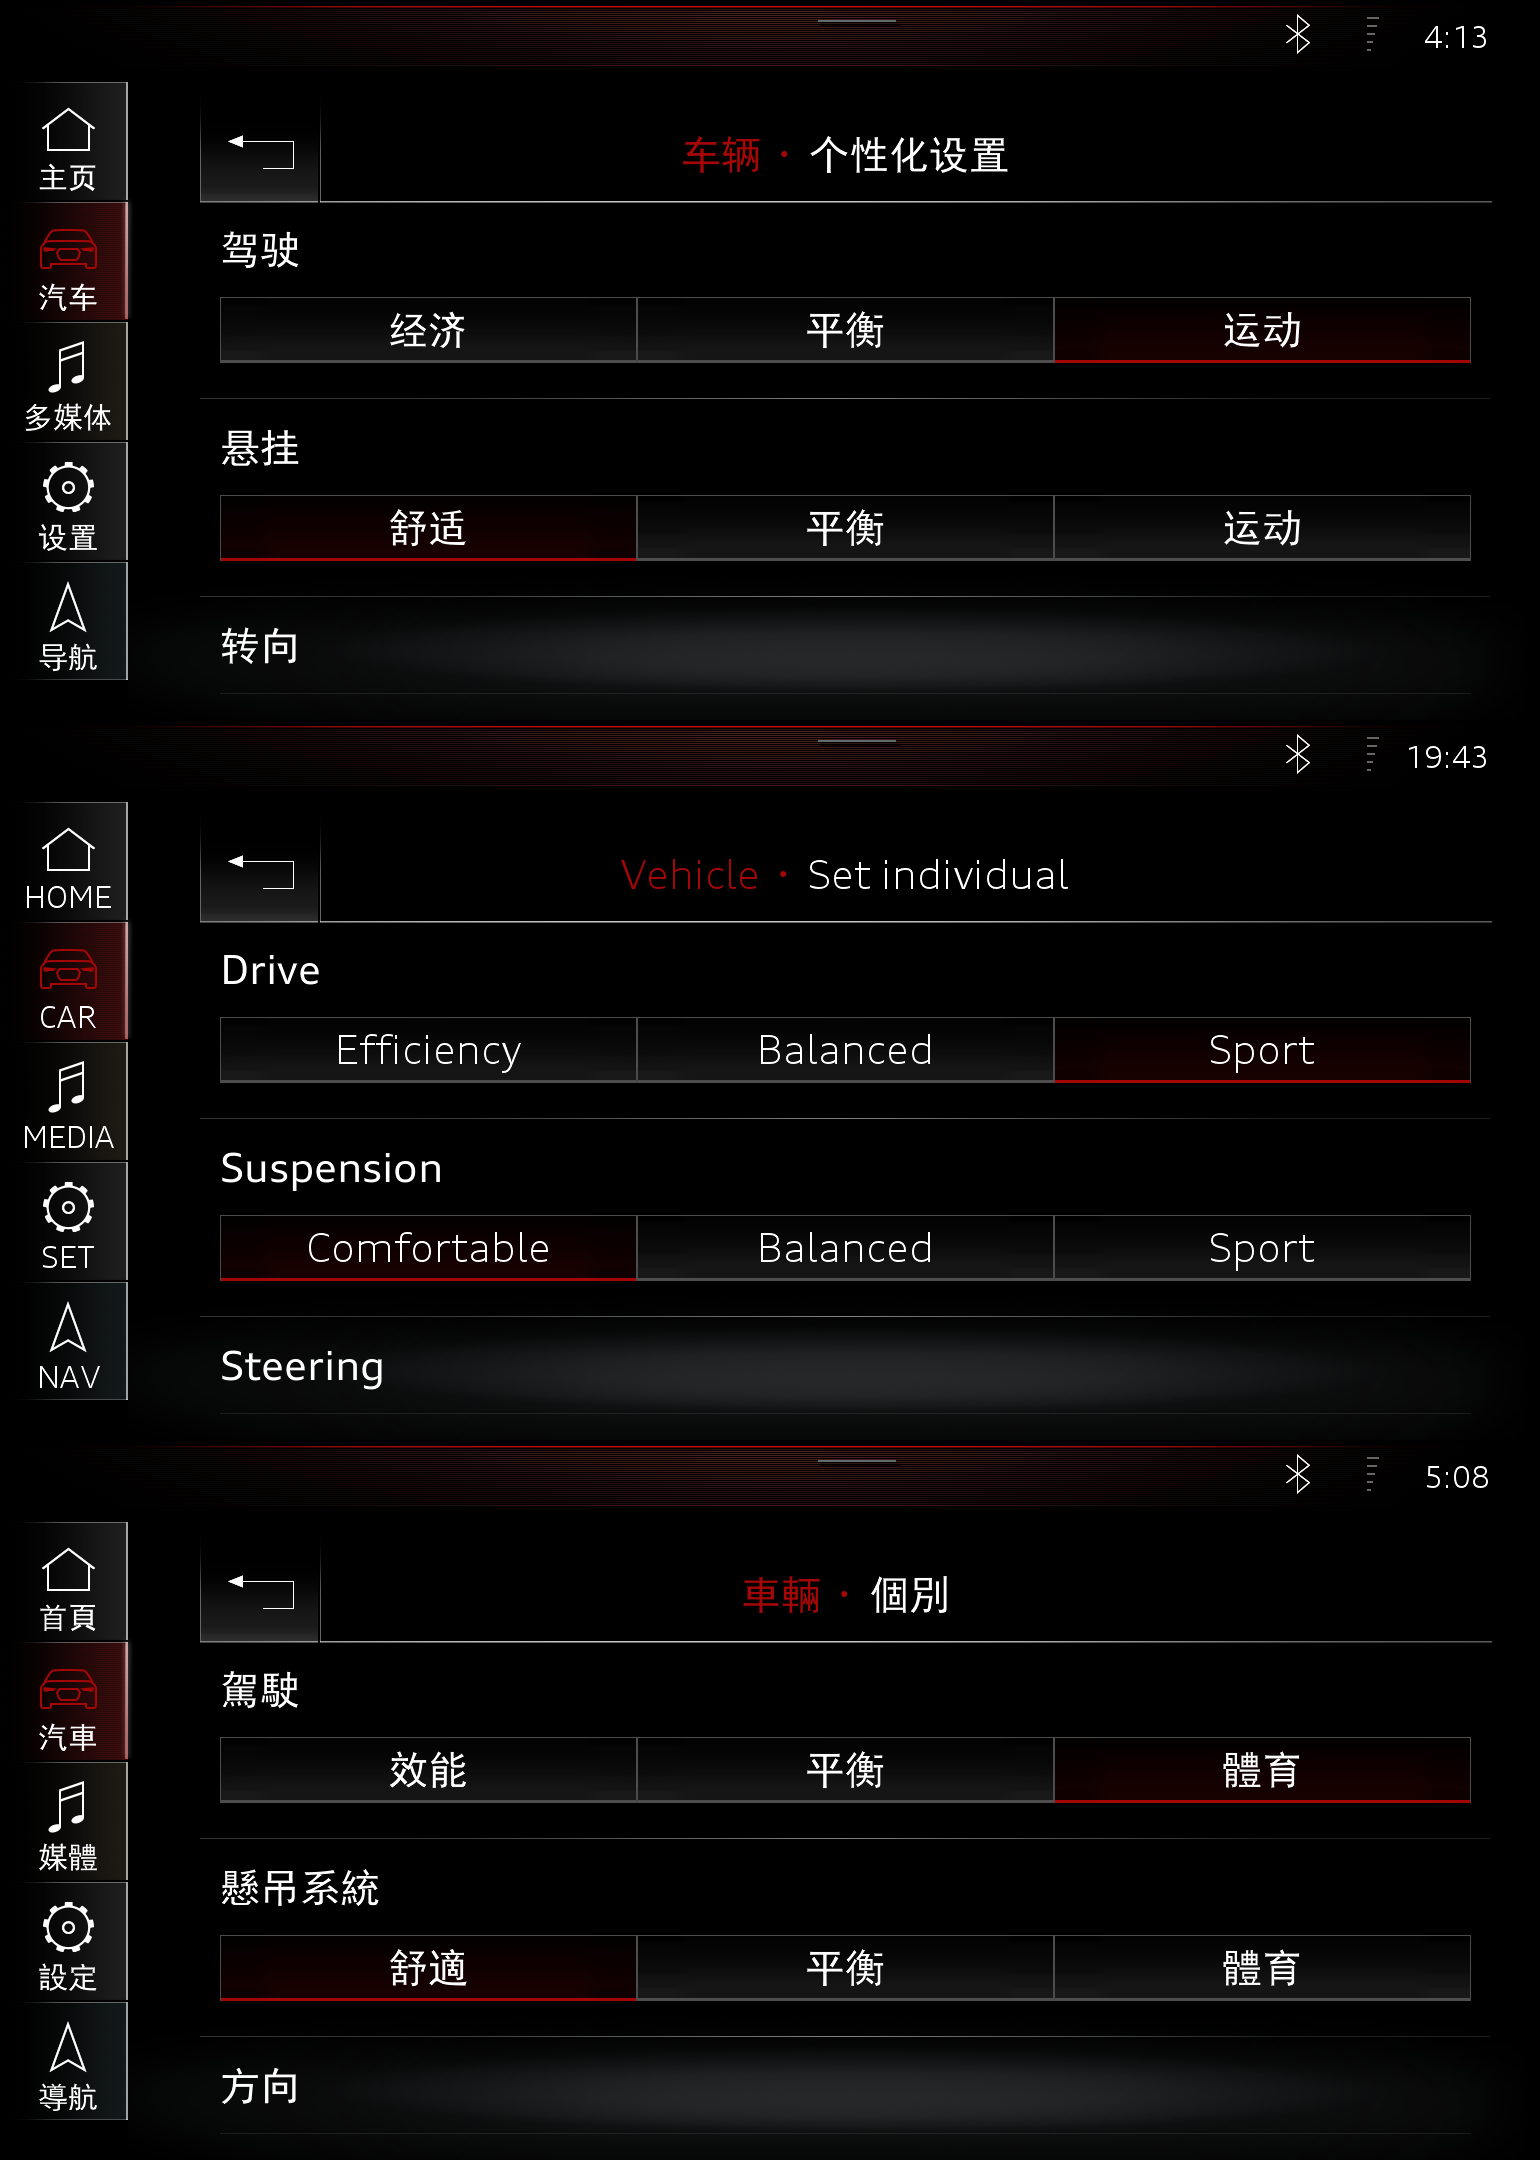 4:13
主页
车辆 · 个性化设置
驾驶
汽车
经济 平衡 运动
多媒体
悬挂
设置
舒适 平衡 运动
导航
转向
19:43
HOME
Vehicle · Set individual
Drive
CAR
Efficiency Balanced Sport
MEDIA
Suspension
SET
Comfortable Balanced Sport
NAV
Steering
5:08
首頁
車輛 · 個別
駕駛
汽車
效能 平衡 體育
媒體
懸吊系統
設定
舒適 平衡 體育
導航
方向